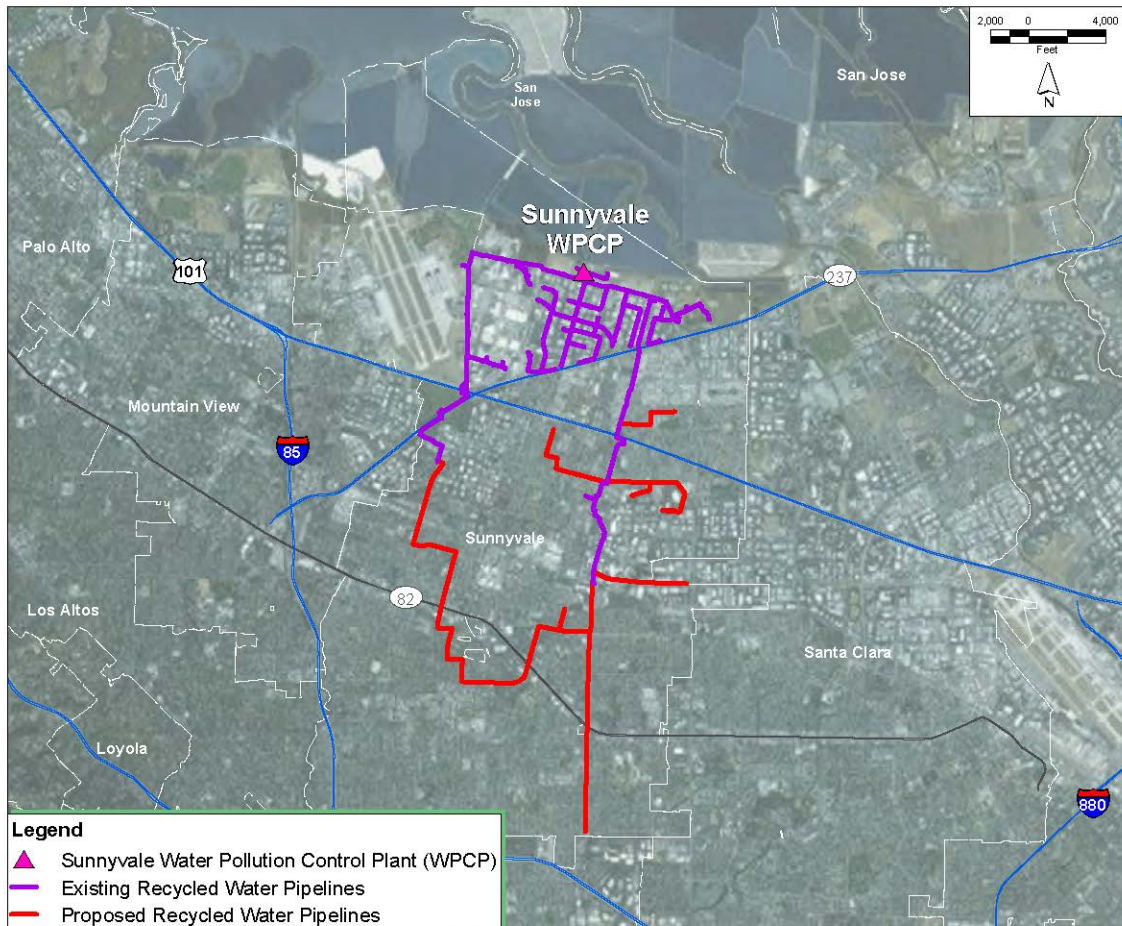 2,000 0 4,000
Feet
N
San Jose
San
Jose
Sunnyvale
WPCP
Palo Alto
101
237
Mountain View
85
Sunnyvale
82
Los Altos
Santa Clara
Loyola
880
Legend
Sunnyvale Water Pollution Control Plant (WPCP)
Existing Recycled Water Pipelines
Proposed Recycled Water Pipelines